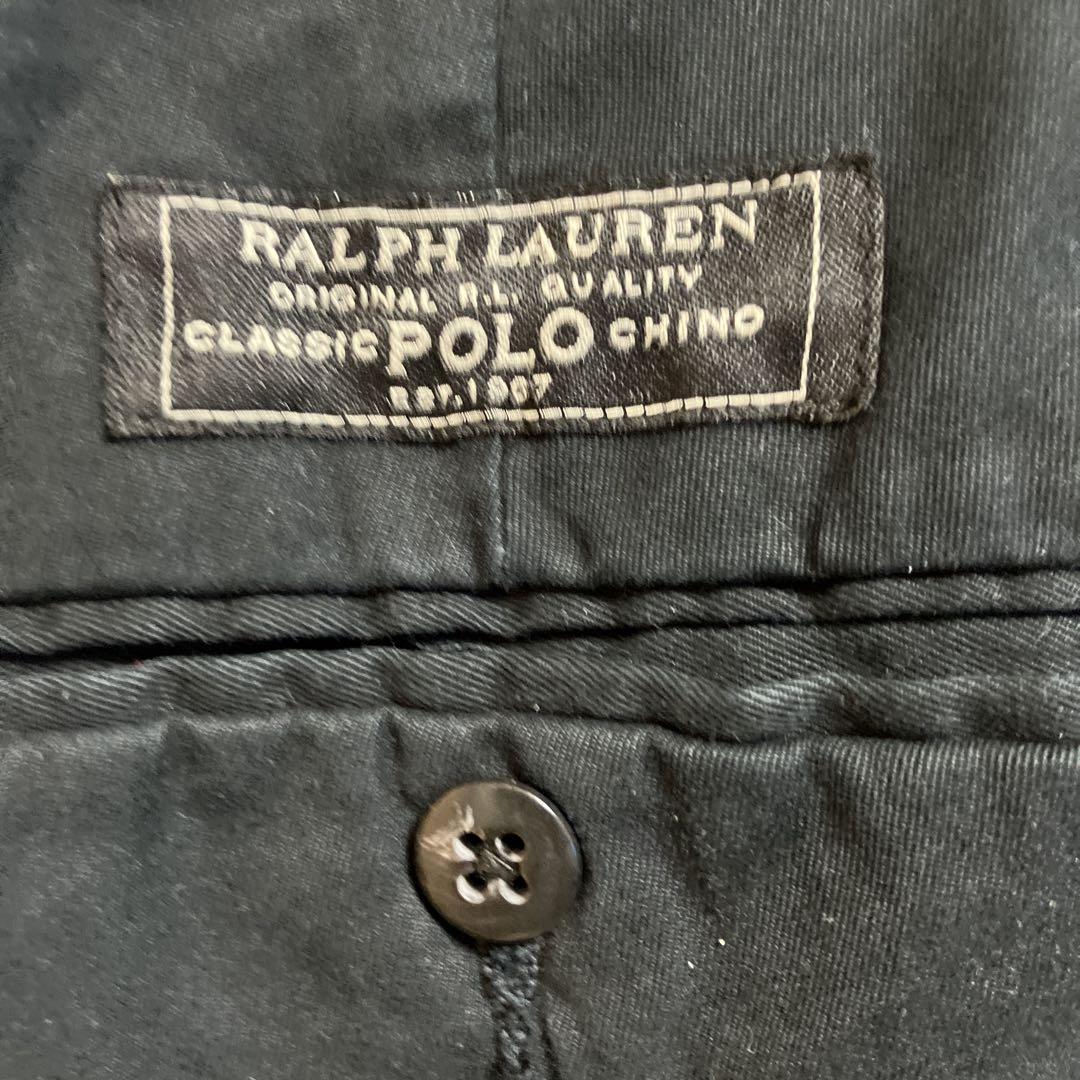 RALPH LAUREN
ORIGINAL R.L. QUALITY
CLASSIC POLO CHINO
EST. 1967